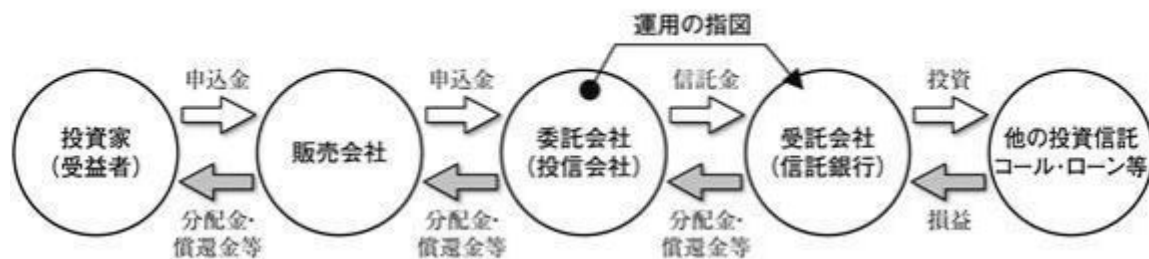 運用の指図
申込金
申込金
信託金
投資
投資家
(受益者)
販売会社
委託会社
(投信会社)
受託会社
(信託銀行)
他の投資信託
コール・ローン等
分配金・
償還金等
分配金・
償還金等
分配金・
償還金等
損益